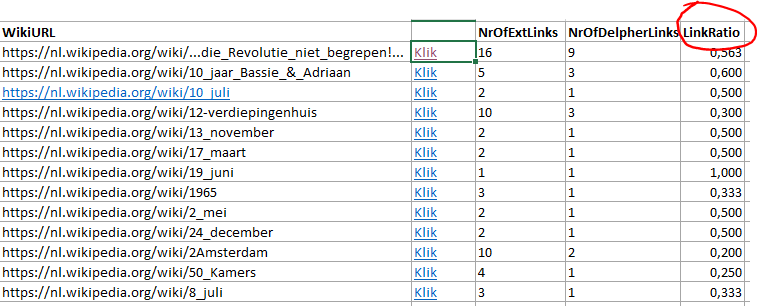 WikiURL NrOfExtLinks NrOfDelpherLinks LinkRatio
https://nl.wikipedia.org/wiki/...die_Revolutie_niet_begrepen!... Klik 16 9 0,563
https://nl.wikipedia.org/wiki/10_jaar_Bassie_&_Adriaan Klik 5 3 0,600
https://nl.wikipedia.org/wiki/10_juli Klik 2 1 0,500
https://nl.wikipedia.org/wiki/12-verdiepingenhuis Klik 10 3 0,300
https://nl.wikipedia.org/wiki/13_november Klik 2 1 0,500
https://nl.wikipedia.org/wiki/17_maart Klik 2 1 0,500
https://nl.wikipedia.org/wiki/19_juni Klik 1 1 1,000
https://nl.wikipedia.org/wiki/1965 Klik 3 1 0,333
https://nl.wikipedia.org/wiki/2_mei Klik 2 1 0,500
https://nl.wikipedia.org/wiki/24_december Klik 2 1 0,500
https://nl.wikipedia.org/wiki/2Amsterdam Klik 10 2 0,200
https://nl.wikipedia.org/wiki/50_Kamers Klik 4 1 0,250
https://nl.wikipedia.org/wiki/8_juli Klik 3 1 0,333